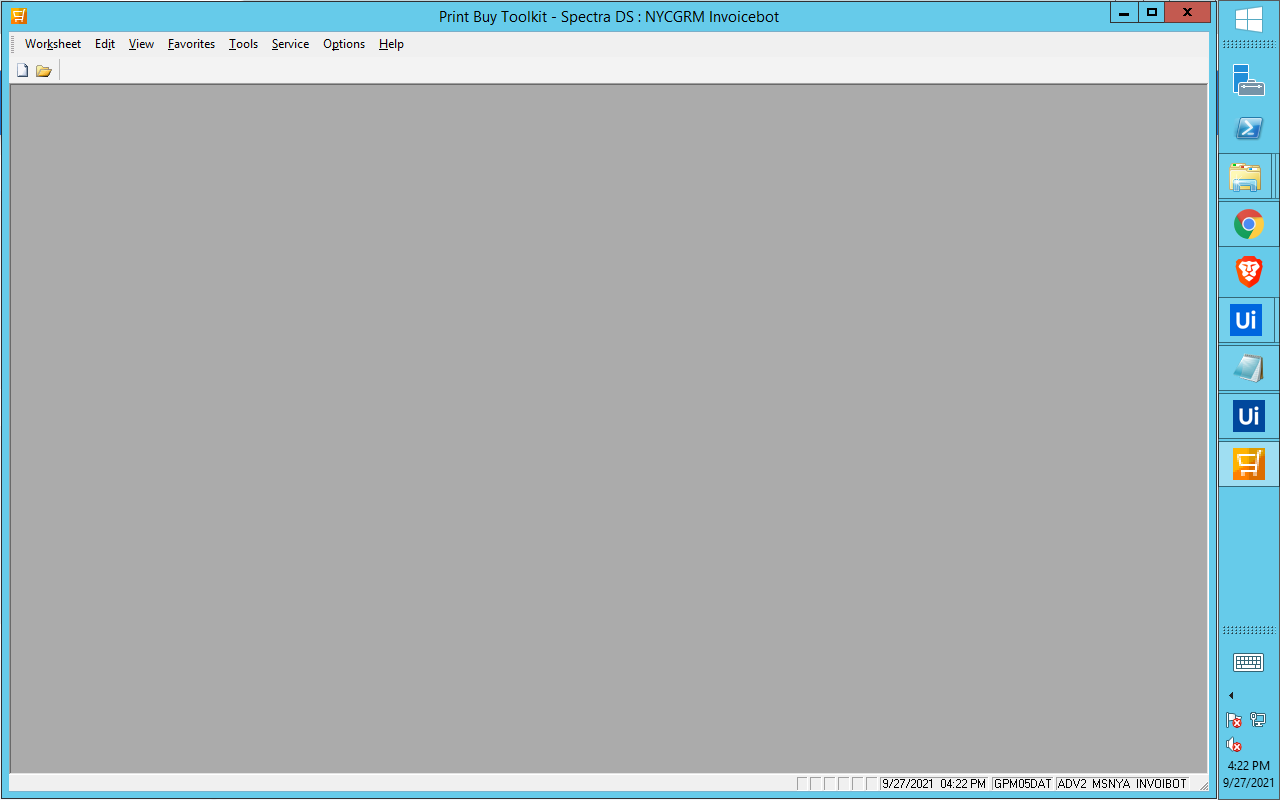 Print Buy Toolkit - Spectra DS : NYCGRM Invoicebot
Worksheet Edit View Favorites Tools Service Options Help
Ui
Ui
4:22 PM
9/27/2021
9/27/2021 04:22 PM GPM05DAT ADV2 MSNYA INVOIBOT